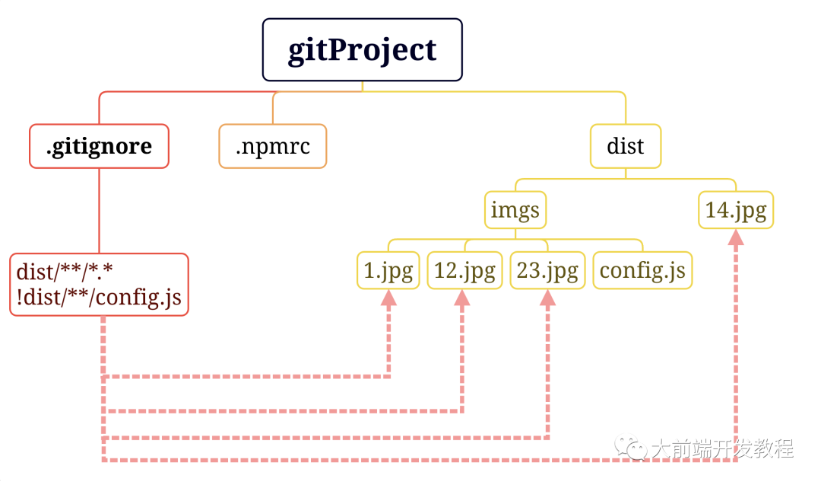 gitProject
.gitignore
.npmrc
dist
imgs
14.jpg
dist/**/*.*
!dist/**/config.js
1.jpg
12.jpg
23.jpg
config.js
大前端开发教程